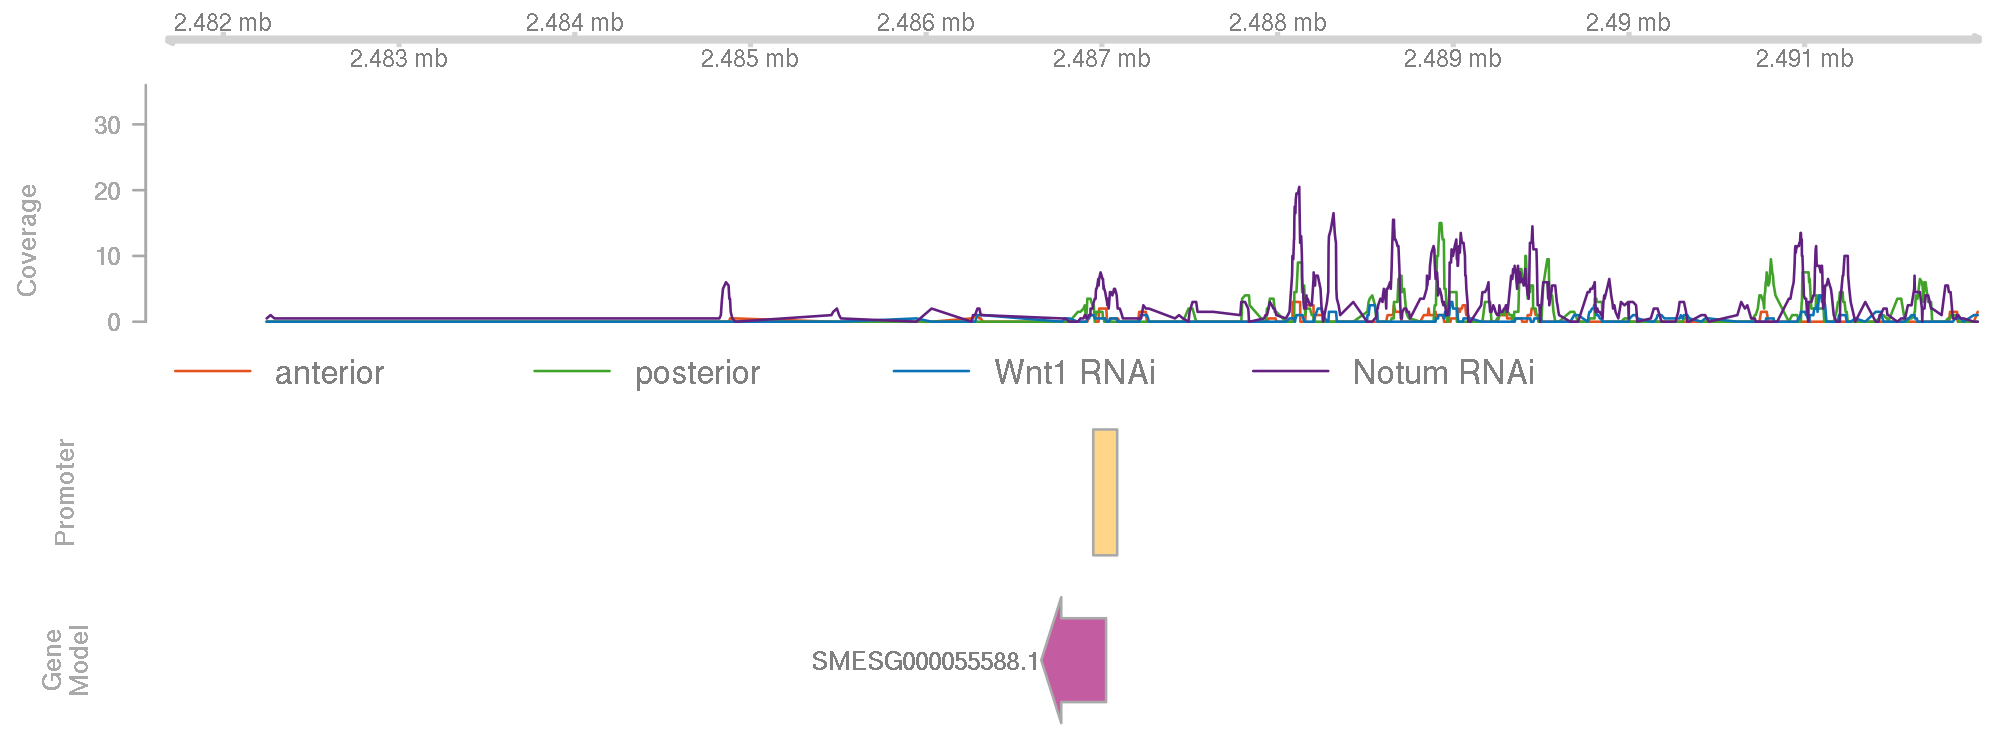 2.482 mb 2.484 mb 2.486 mb 2.488 mb 2.49 mb
2.483 mb 2.485 mb 2.487 mb 2.489 mb 2.491 mb
Coverage
30
20
10
0
anterior posterior Wnt1 RNAi Notum RNAi
Promoter
0
Gene
Model
SMESG000055588.1